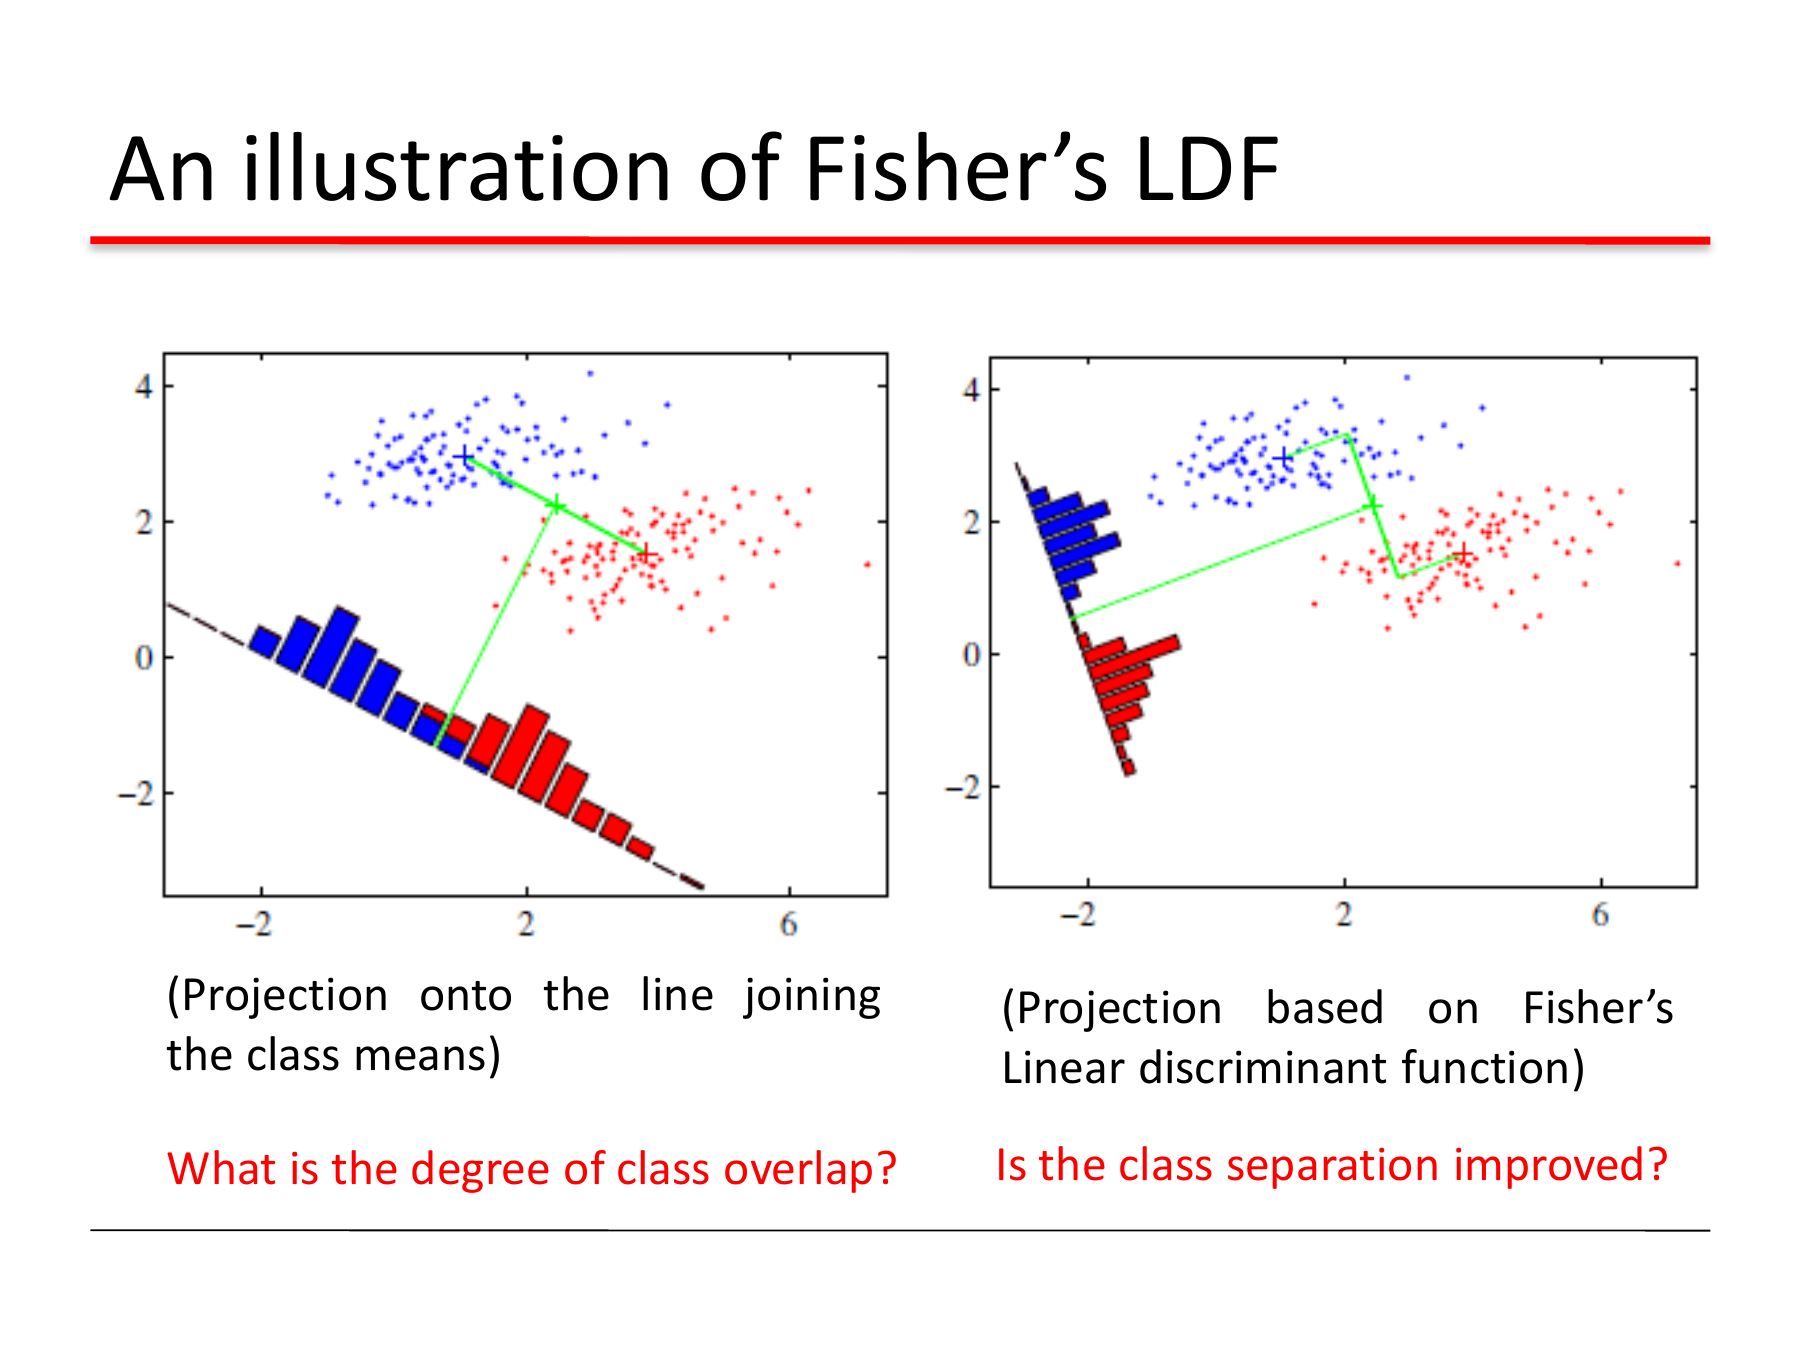 An illustration of Fisher’s LDF
4
2
0
−2
−2
2
6
4
2
0
−2
−2
2
6
(Projection onto the line joining
the class means)
(Projection based on Fisher’s
Linear discriminant function)
What is the degree of class overlap?
Is the class separation improved?